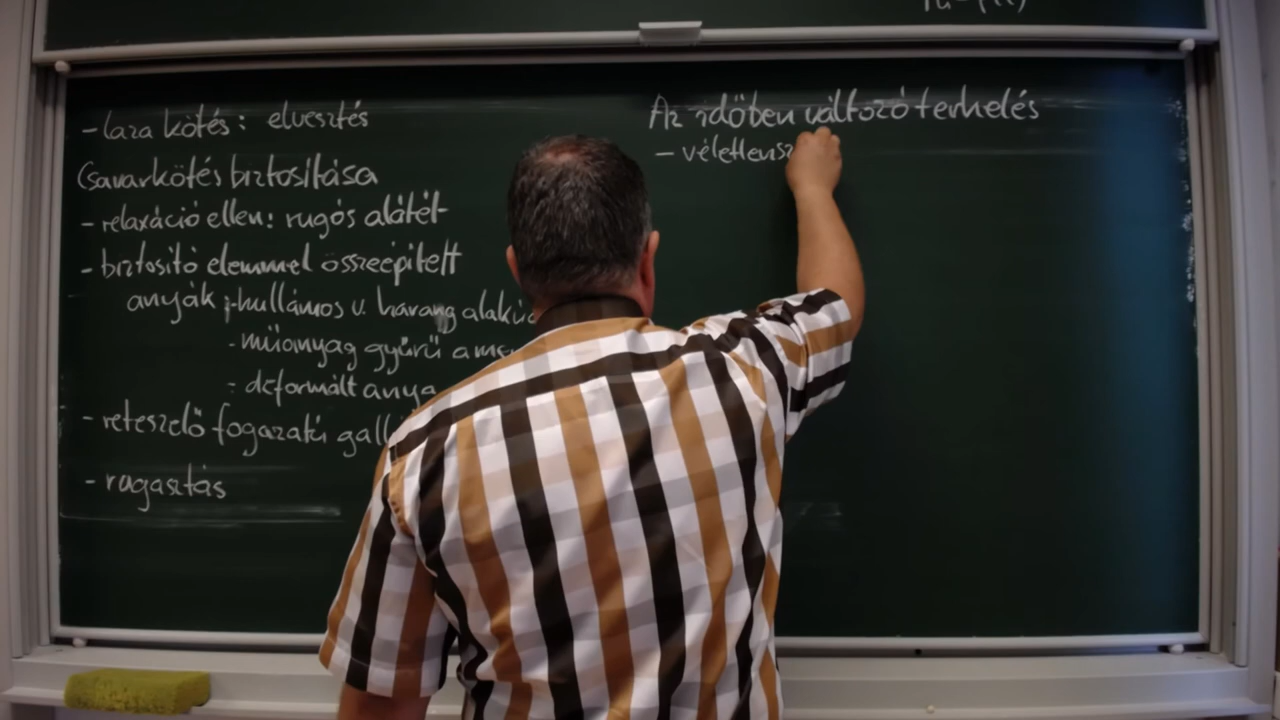 - laza kötés: elvesztés
Csavarkötés biztosítása
- relaxáció ellen: rugós alátét
- biztosító elemmel összeépített
anyák :-hullámos v. harang alakú
- műanyag gyűrű a
- deformált anya
- reteszelő fogazatú gall
- ragasztás
Az időben változó terhelés
- véletlensz